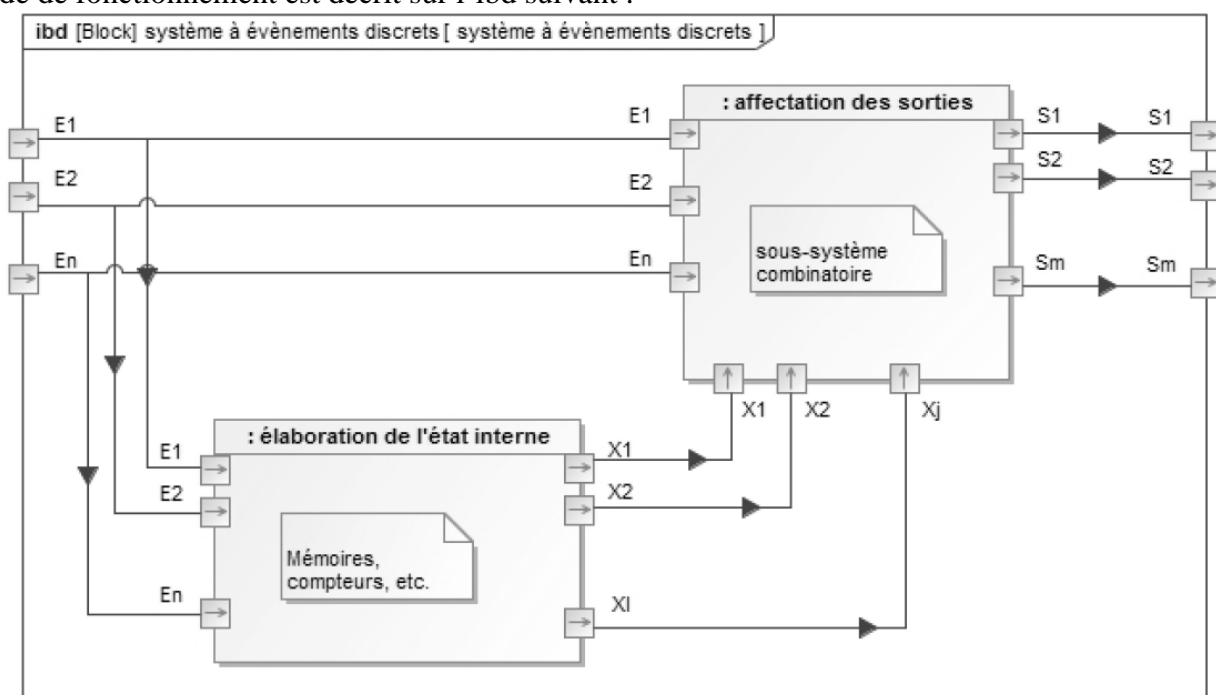 de de fonctionnement est décrit sur l'ibd suivant :
ibd [Block] système à évènements discrets [ système à évènements discrets ]
: affectation des sorties
E1
E1
S1
S1
E2
E2
S2
S2
sous-système
combinatoire
En
En
Sm
Sm
X1
X2
Xj
: élaboration de l'état interne
E1
X1
E2
X2
Mémoires,
compteurs, etc.
En
Xl